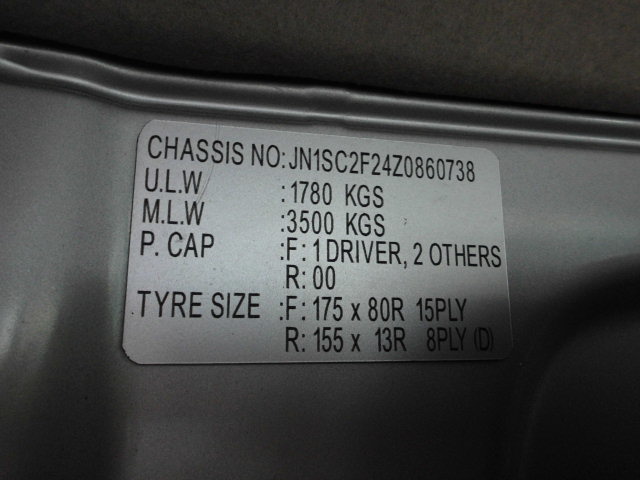 CHASSIS NO:JN1SC2F24Z0860738
U.L.W :1780 KGS
M.L.W :3500 KGS
P. CAP :F: 1 DRIVER, 2 OTHERS
R: 00
TYRE SIZE :F: 175 x 80R 15PLY
R: 155 x 13R 8PLY (D)